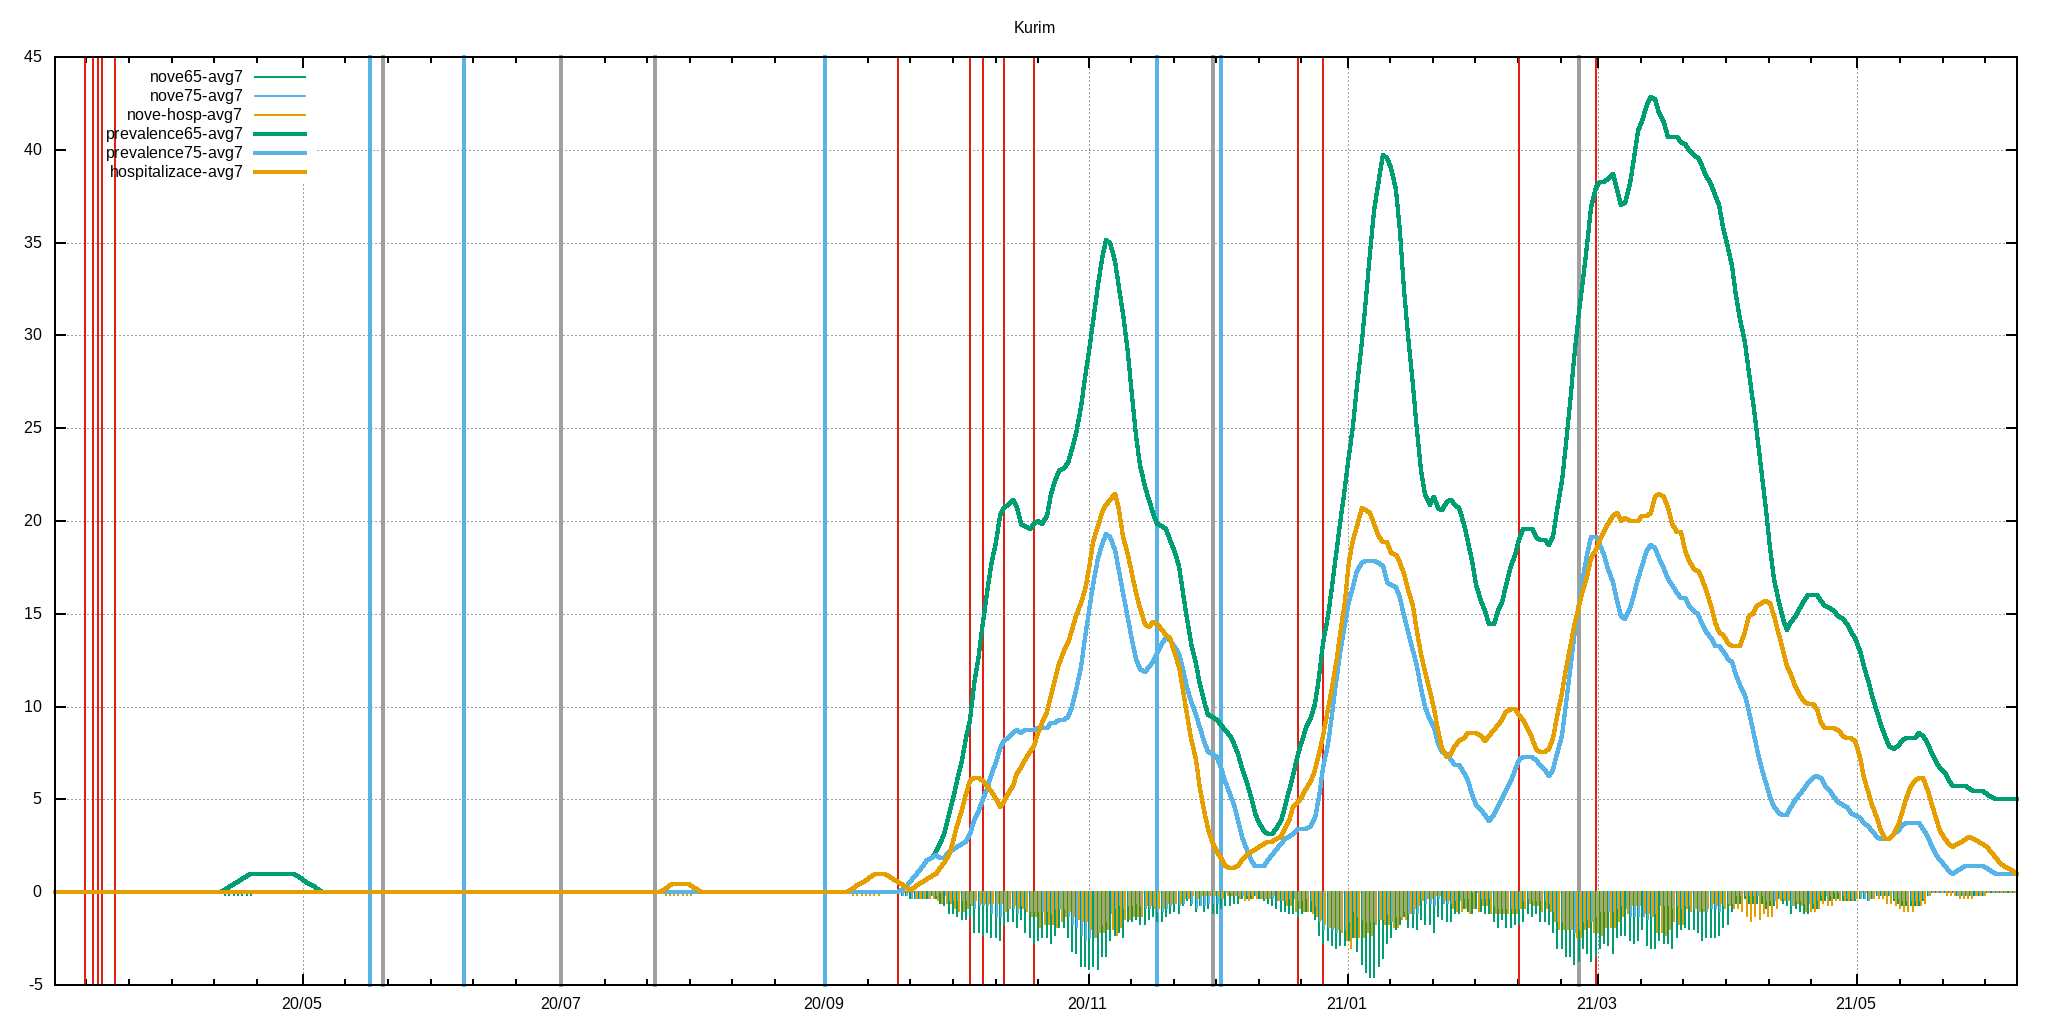 Kurim
45
nove65-avg7
nove75-avg7
nove-hosp-avg7
prevalence65-avg7
prevalence75-avg7
hospitalizace-avg7
40
35
30
25
20
15
10
5
0
-5
20/05 20/07 20/09 20/11 21/01 21/03 21/05